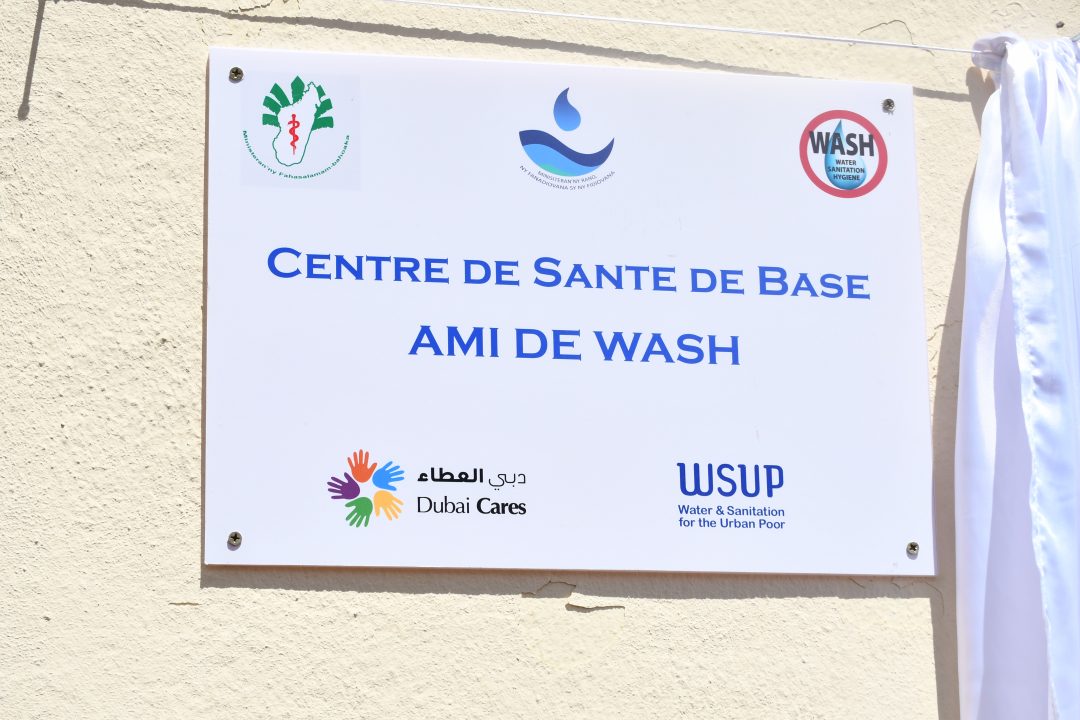 Ministeran'ny Fahasalamam-bahoaka
MINISITERAN'NY RANO,
NY FANADIOVANA SY NY FIDIOVANA
WASH
WATER
SANITATION
HYGIENE
CENTRE DE SANTE DE BASE
AMI DE WASH
دبي العطاء
Dubai Cares
WSUP
Water & Sanitation
for the Urban Poor